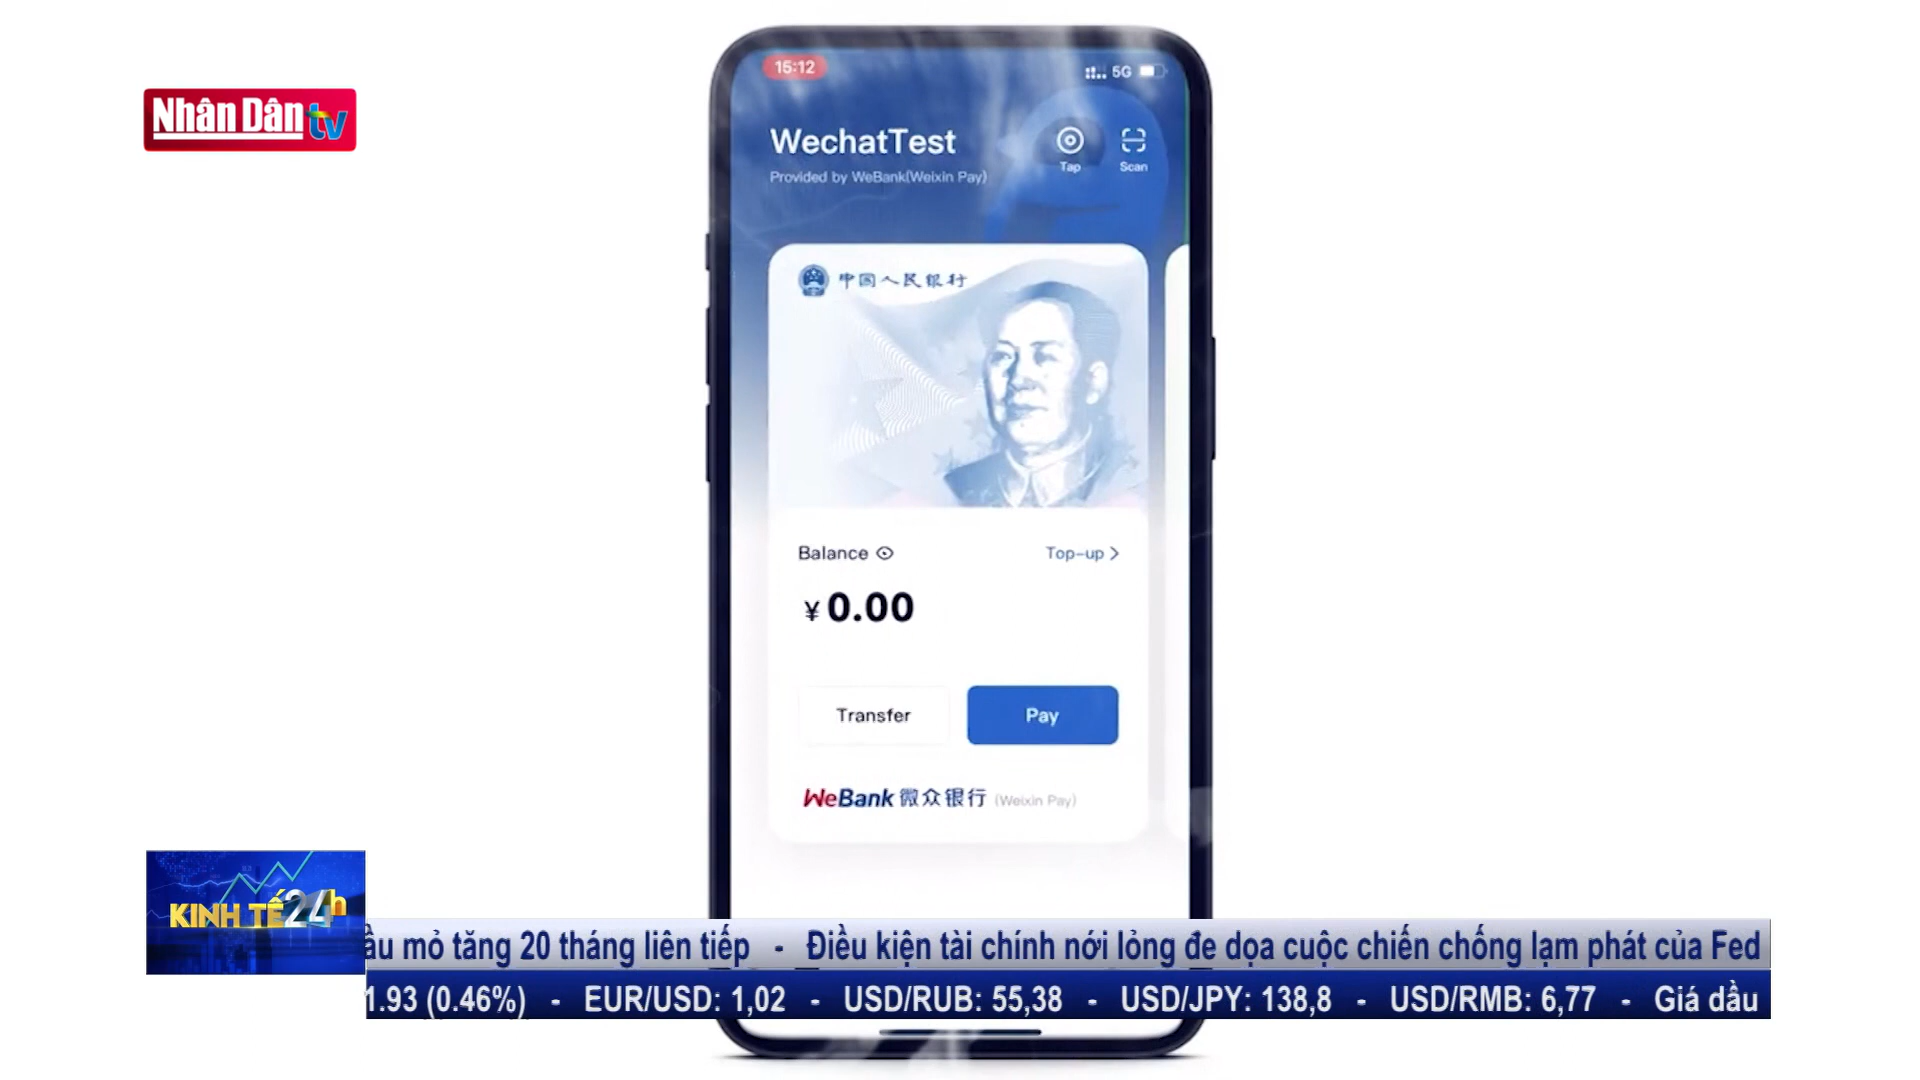 Nhân Dân tv
15:12
5G
WechatTest
Provided by WeBank(Weixin Pay)
Tap
Scan
中国人民银行
Balance
Top-up >
¥ 0.00
Transfer
Pay
WeBank 微众银行 (Weixin Pay)
KINH TẾ 24h
mỏ tăng 20 tháng liên tiếp - Điều kiện tài chính nới lỏng đe dọa cuộc chiến chống lạm phát của Fed
1.93 (0.46%) - EUR/USD: 1,02 - USD/RUB: 55,38 - USD/JPY: 138,8 - USD/RMB: 6,77 - Giá dầu